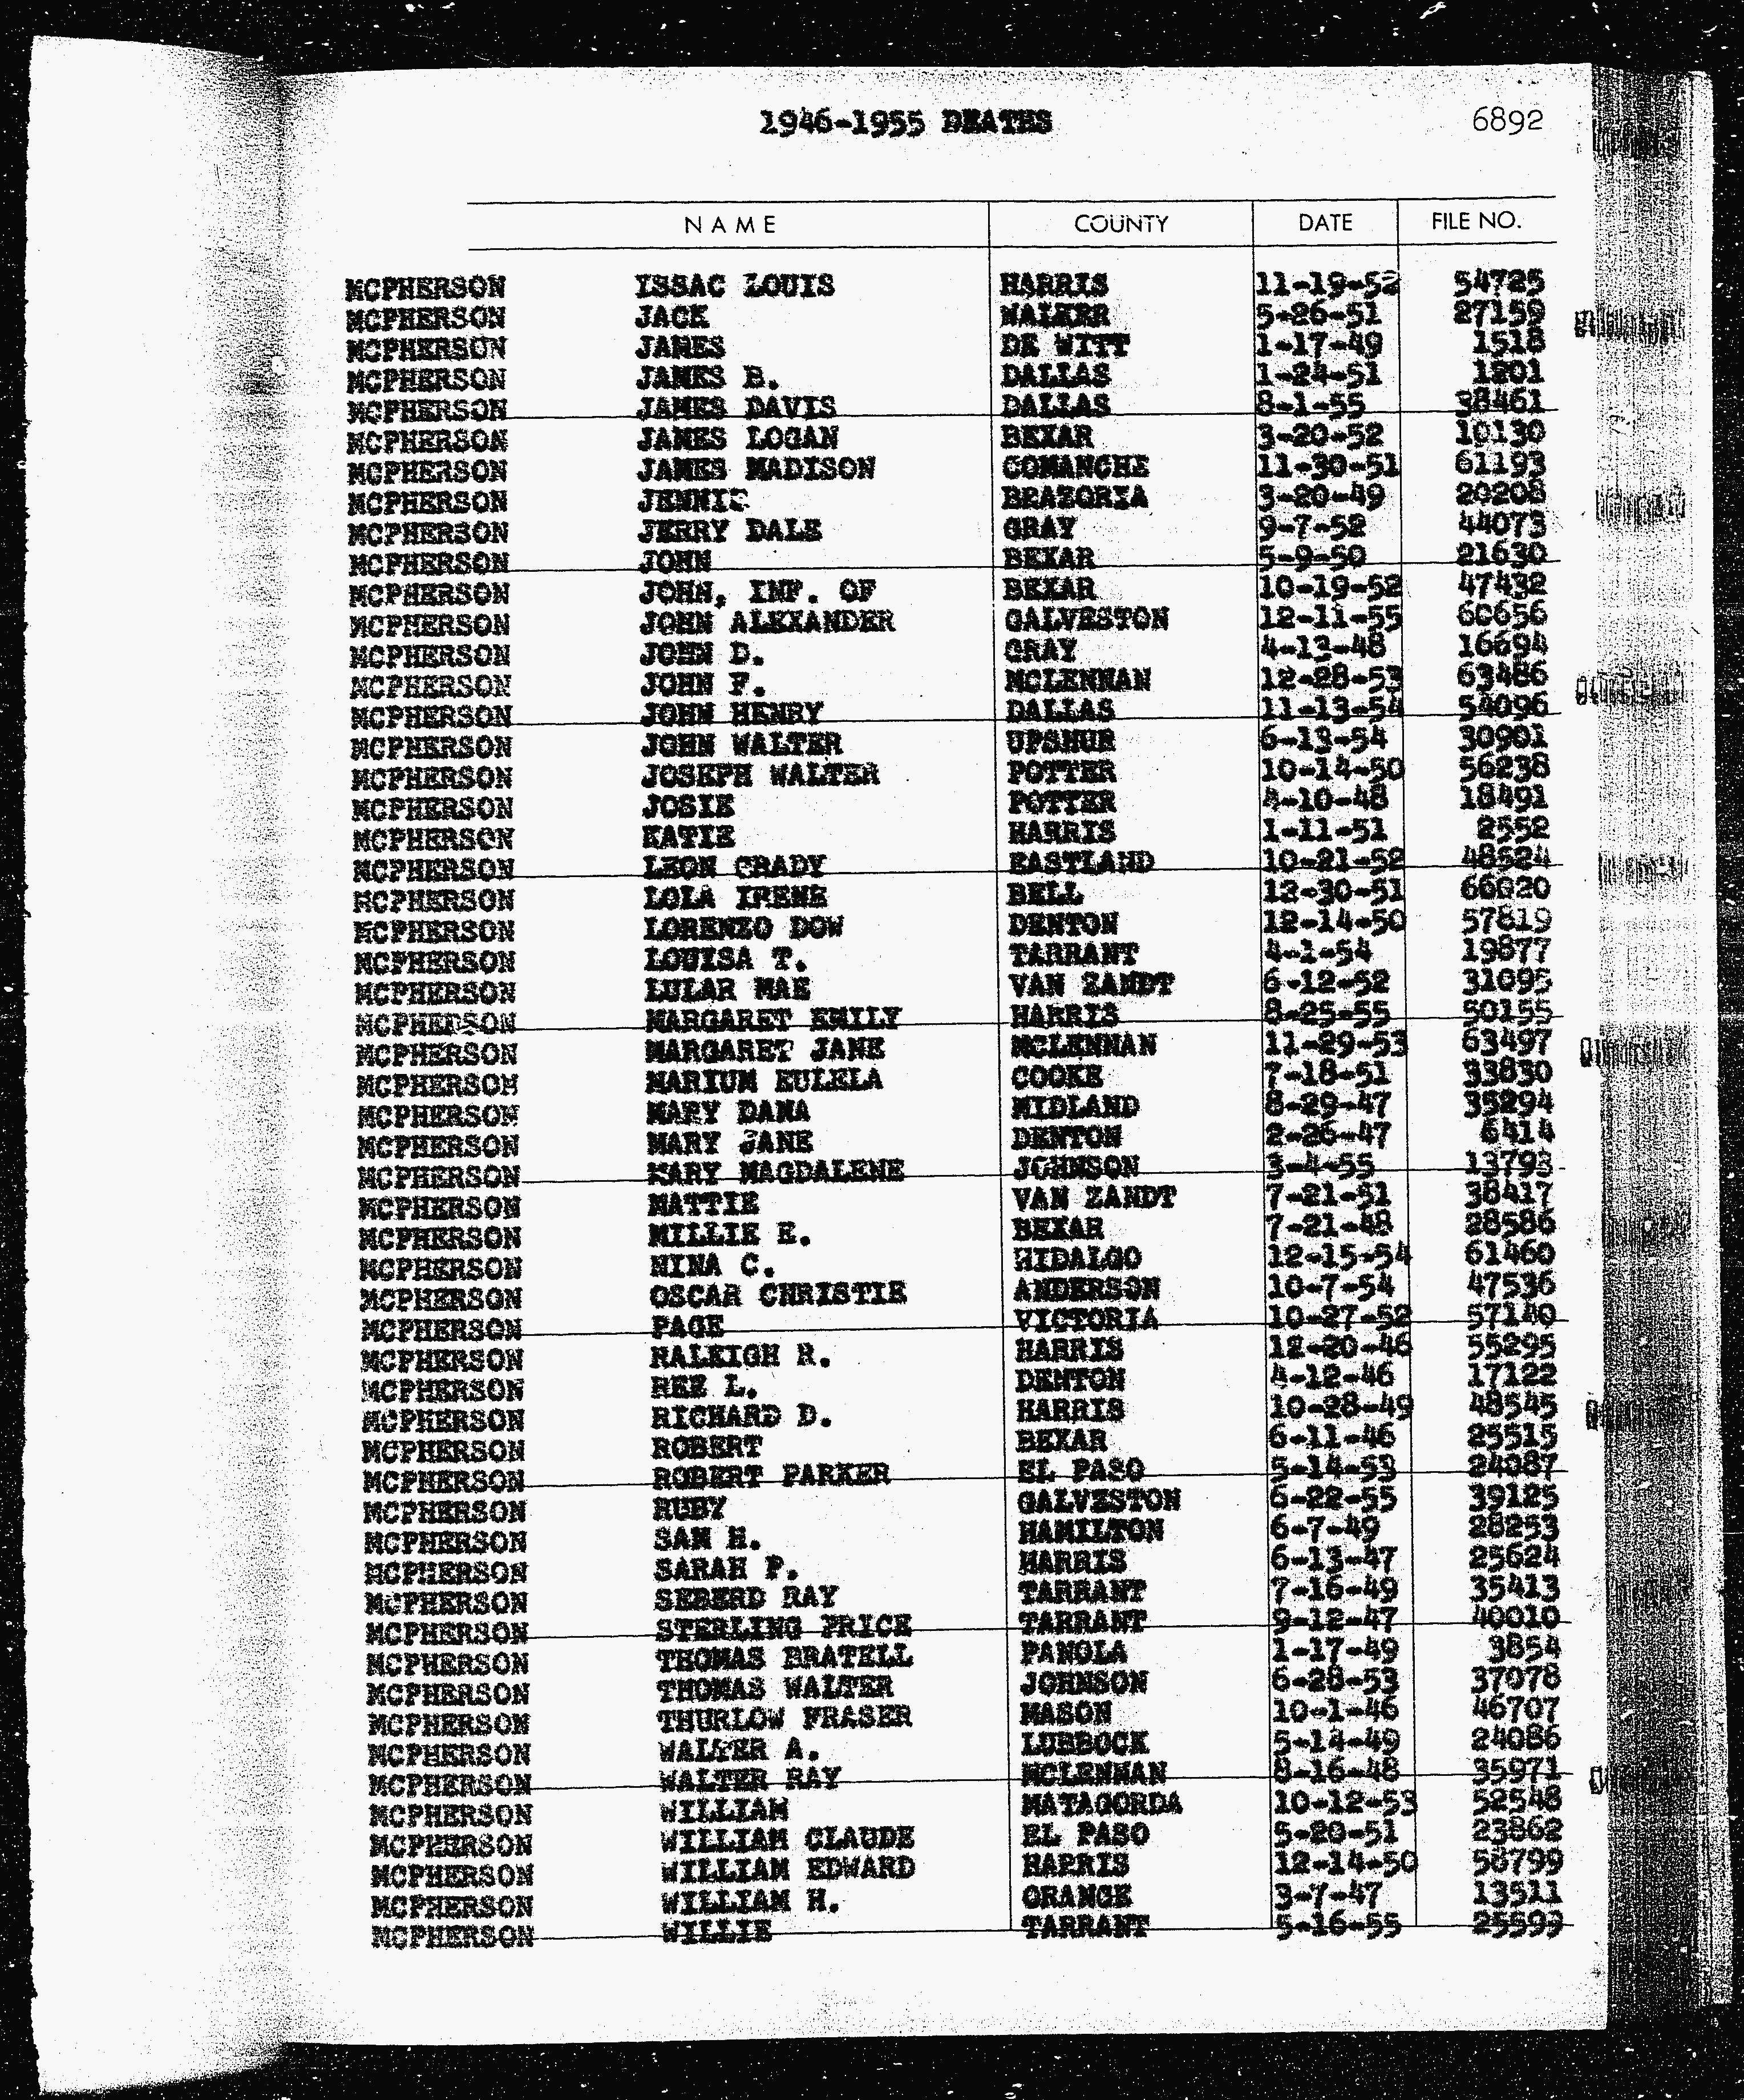 1946-1955 DEATHS 6892
NAME COUNTY DATE FILE NO.
MCPHERSON ISSAC LOUIS HARRIS 11-19-52 54725
MCPHERSON JACK WALKER 5-26-51 27159
MCPHERSON JAMES DE WITT 1-17-49 1518
MCPHERSON JAMES B. DALLAS 1-24-51 1201
MCPHERSON JAMES DAVIS DALLAS 8-1-55 38461
MCPHERSON JAMES LOGAN BEXAR 3-20-52 10130
MCPHERSON JAMES MADISON COMANCHE 11-30-51 61193
MCPHERSON JENNIE BRAZORIA 3-20-49 20208
MCPHERSON JERRY DALE GRAY 9-7-52 44073
MCPHERSON JOHN BEXAR 5-9-50 21630
MCPHERSON JOHN, INF. OF BEXAR 10-19-52 47432
MCPHERSON JOHN ALEXANDER GALVESTON 12-11-55 60656
MCPHERSON JOHN D. GRAY 4-13-48 16694
MCPHERSON JOHN F. MCLENNAN 12-28-53 63486
MCPHERSON JOHN HENRY DALLAS 11-13-54 54096
MCPHERSON JOHN WALTER UPSHUR 6-13-54 30901
MCPHERSON JOSEPH WALTER POTTER 10-14-50 56238
MCPHERSON JOSIE POTTER 4-10-48 18491
MCPHERSON KATIE HARRIS 1-11-51 2552
MCPHERSON LEON GRADY EASTLAND 10-21-52 48524
MCPHERSON LOLA IRENE BELL 12-30-51 66020
MCPHERSON LORENZO DOW DENTON 12-14-50 57819
MCPHERSON LOUISA T. TARRANT 4-1-54 19877
MCPHERSON LULAR MAE VAN ZANDT 6-12-52 31095
MCPHERSON MARGARET EMILY HARRIS 8-25-55 50155
MCPHERSON MARGARET JANE MCLENNAN 11-29-53 63497
MCPHERSON MARIUM EULELA COOKE 7-18-51 33830
MCPHERSON MARY DANA MIDLAND 8-29-47 35294
MCPHERSON MARY JANE DENTON 2-26-47 6414
MCPHERSON MARY MAGDALENE JOHNSON 3-4-55 13793
MCPHERSON MATTIE VAN ZANDT 7-21-51 38417
MCPHERSON MILLIE E. BEXAR 7-21-48 28586
MCPHERSON NINA C. HIDALGO 12-15-54 61460
MCPHERSON OSCAR CHRISTIE ANDERSON 10-7-54 47536
MCPHERSON PAGE VICTORIA 10-27-52 57140
MCPHERSON RALEIGH R. HARRIS 12-20-46 55295
MCPHERSON REE L. DENTON 4-12-46 17122
MCPHERSON RICHARD D. HARRIS 10-28-49 48545
MCPHERSON ROBERT BEXAR 6-11-46 25515
MCPHERSON ROBERT PARKER EL PASO 5-14-53 24087
MCPHERSON RUBY GALVESTON 6-22-55 39125
MCPHERSON SAM H. HAMILTON 6-7-49 28253
MCPHERSON SARAH P. HARRIS 6-13-47 25624
MCPHERSON SEBERD RAY TARRANT 7-16-49 35413
MCPHERSON STERLING PRICE TARRANT 9-12-47 40010
MCPHERSON THOMAS BRATELL PANOLA 1-17-49 3854
MCPHERSON THOMAS WALTER JOHNSON 6-28-53 37078
MCPHERSON THURLOW FRASER MASON 10-1-46 46707
MCPHERSON WALTER A. LUBBOCK 5-14-49 24086
MCPHERSON WALTER RAY MCLENNAN 8-16-48 35971
MCPHERSON WILLIAM MATAGORDA 10-12-53 52548
MCPHERSON WILLIAM CLAUDE EL PASO 5-20-51 23862
MCPHERSON WILLIAM EDWARD HARRIS 12-14-50 58799
MCPHERSON WILLIAM H. ORANGE 3-7-47 13511
MCPHERSON WILLIE TARRANT 5-16-55 25599